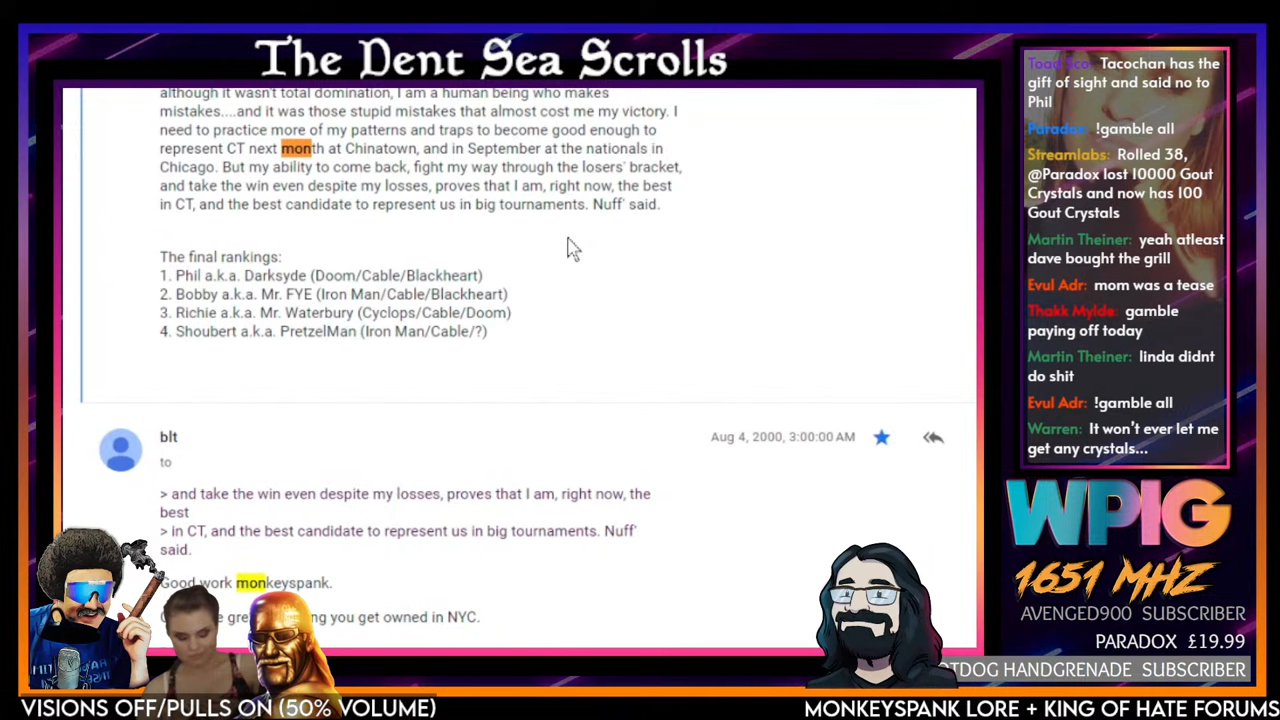 The Dent Sea Scrolls
although it wasn't total domination, I am a human being who makes
mistakes....and it was those stupid mistakes that almost cost me my victory. I
need to practice more of my patterns and traps to become good enough to
represent CT next month at Chinatown, and in September at the nationals in
Chicago. But my ability to come back, fight my way through the losers' bracket,
and take the win even despite my losses, proves that I am, right now, the best
in CT, and the best candidate to represent us in big tournaments. Nuff' said.
The final rankings:
1. Phil a.k.a. Darksyde (Doom/Cable/Blackheart)
2. Bobby a.k.a. Mr. FYE (Iron Man/Cable/Blackheart)
3. Richie a.k.a. Mr. Waterbury (Cyclops/Cable/Doom)
4. Shoubert a.k.a. PretzelMan (Iron Man/Cable/?)
blt
Aug 4, 2000, 3:00:00 AM
to
> and take the win even despite my losses, proves that I am, right now, the
best
> in CT, and the best candidate to represent us in big tournaments. Nuff'
said.
Good work monkeyspank.
you get owned in NYC.
Toad Sco: Tacochan has the
gift of sight and said no to
Phil
Paradox: !gamble all
Streamlabs: Rolled 38,
@Paradox lost 10000 Gout
Crystals and now has 100
Gout Crystals
Martin Theiner: yeah atleast
dave bought the grill
Evul Adr: mom was a tease
Thakk Mylde: gamble
paying off today
Martin Theiner: linda didnt
do shit
Evul Adr: !gamble all
Warren: It won't ever let me
get any crystals...
WPIG
1651 MHZ
AVENGED900 SUBSCRIBER
PARADOX £19.99
OTDOG HANDGRENADE SUBSCRIBER
VISIONS OFF/PULLS ON (50% VOLUME)
MONKEYSPANK LORE + KING OF HATE FORUMS